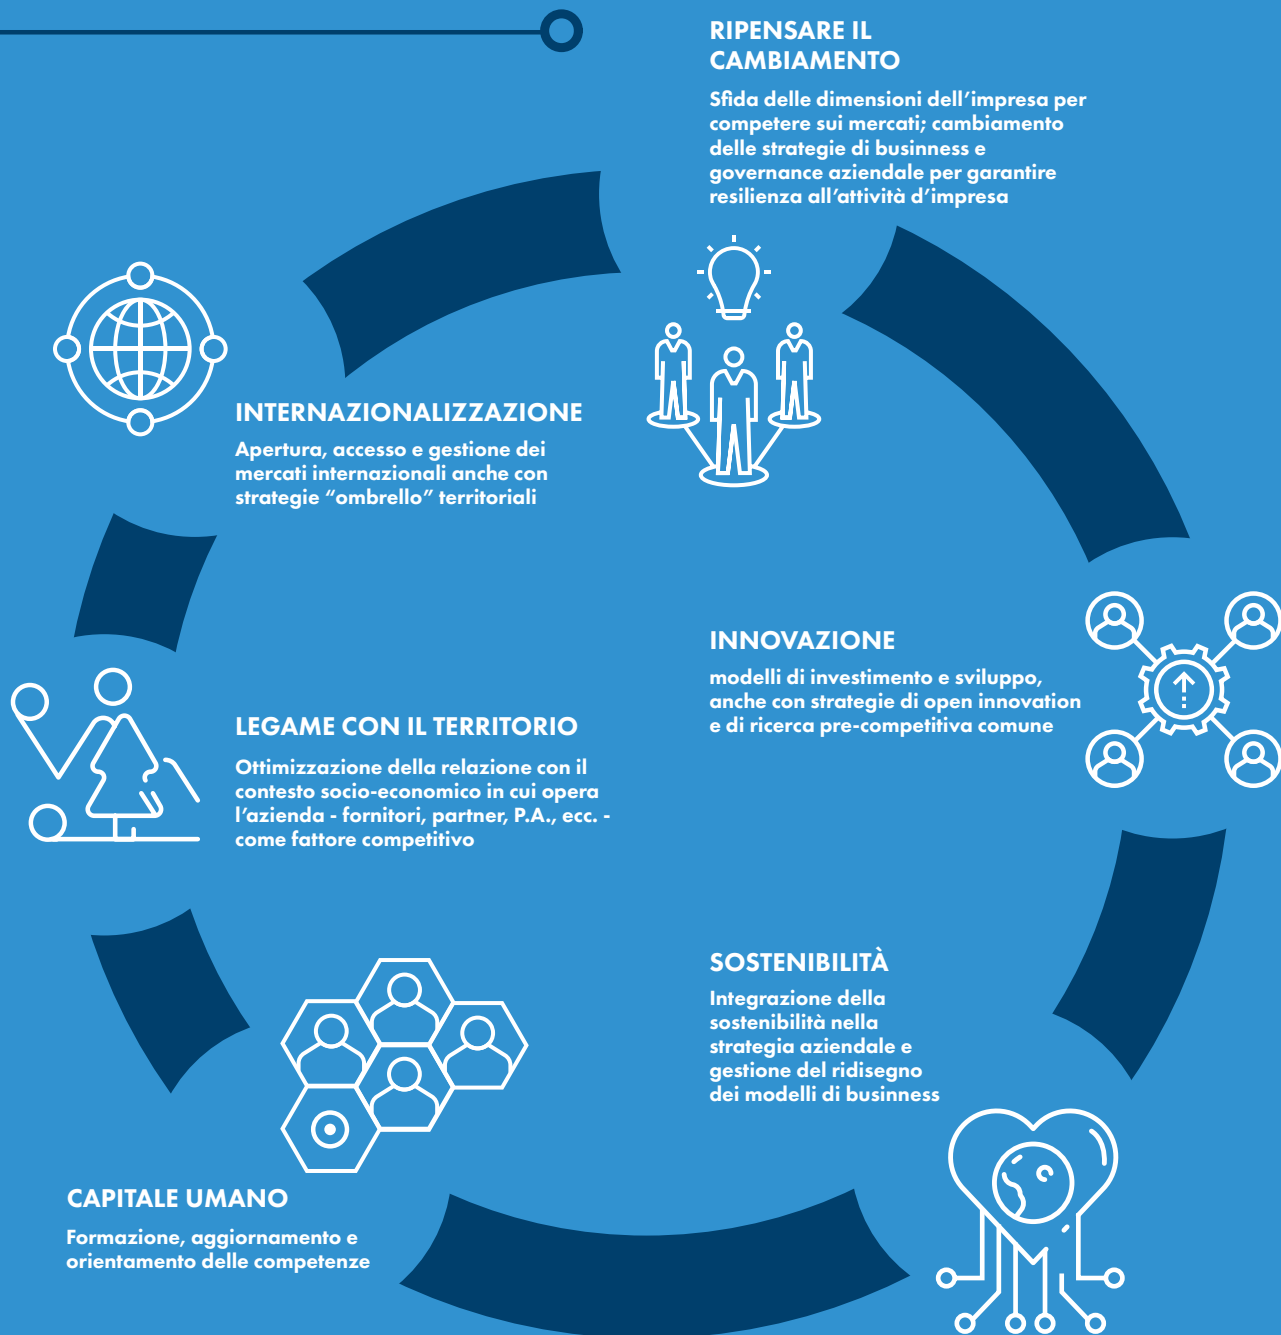 RIPENSARE IL
CAMBIAMENTO
Sfida delle dimensioni dell'impresa per
competere sui mercati; cambiamento
delle strategie di businness e
governance aziendale per garantire
resilienza all'attività d'impresa
INTERNAZIONALIZZAZIONE
Apertura, accesso e gestione dei
mercati internazionali anche con
strategie “ombrello” territoriali
INNOVAZIONE
modelli di investimento e sviluppo,
anche con strategie di open innovation
e di ricerca pre-competitiva comune
LEGAME CON IL TERRITORIO
Ottimizzazione della relazione con il
contesto socio-economico in cui opera
l'azienda - fornitori, partner, P.A., ecc. -
come fattore competitivo
SOSTENIBILITÀ
Integrazione della
sostenibilità nella
strategia aziendale e
gestione del ridisegno
dei modelli di businness
CAPITALE UMANO
Formazione, aggiornamento e
orientamento delle competenze